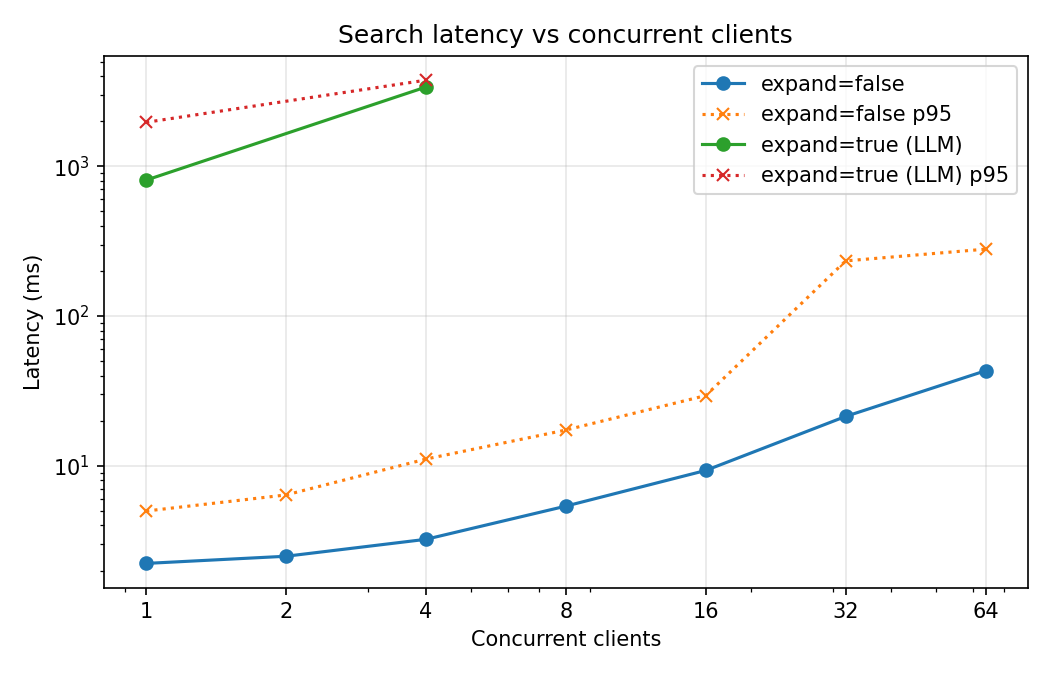 Search latency vs concurrent clients
expand=false
expand=false p95
expand=true (LLM)
expand=true (LLM) p95
10³
10²
10¹
Latency (ms)
1 2 4 8 16 32 64
Concurrent clients